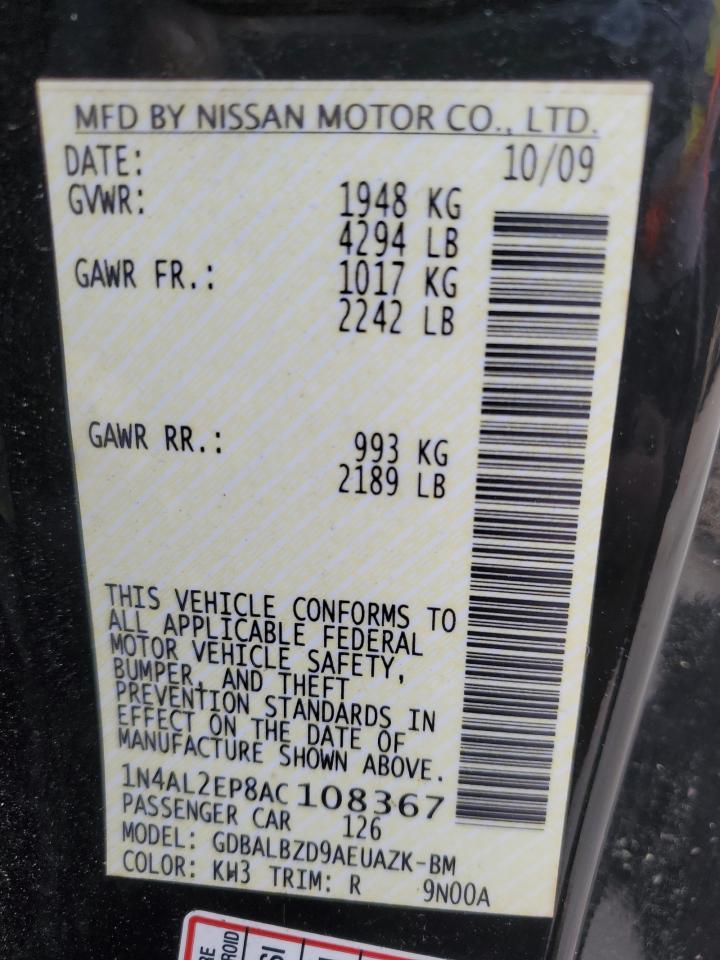 MFD BY NISSAN MOTOR CO., LTD.
DATE: 10/09
GVWR: 1948 KG
4294 LB
GAWR FR.: 1017 KG
2242 LB
GAWR RR.: 993 KG
2189 LB
THIS VEHICLE CONFORMS TO
ALL APPLICABLE FEDERAL
MOTOR VEHICLE SAFETY,
BUMPER, AND THEFT
PREVENTION STANDARDS IN
EFFECT ON THE DATE OF
MANUFACTURE SHOWN ABOVE.
1N4AL2EP8AC108367
PASSENGER CAR 126
MODEL: GDBALBZD9AEUAZK-BM
COLOR: KH3 TRIM: R 9N00A